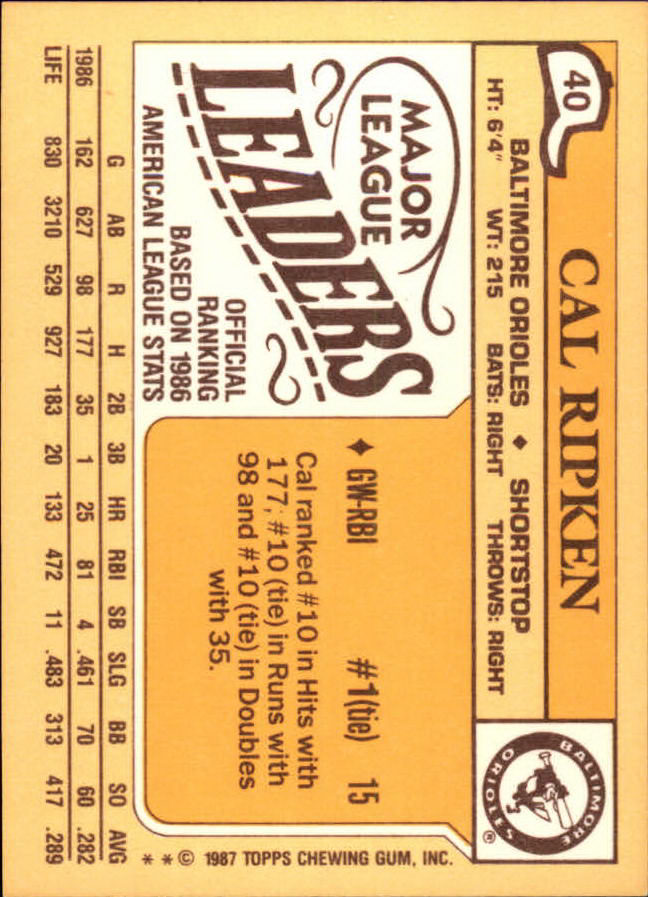 40
CAL RIPKEN
BALTIMORE ORIOLES ♦ SHORTSTOP
HT: 6'4" WT: 215 BATS: RIGHT THROWS: RIGHT
BALTIMORE
ORIOLES®
MAJOR
LEAGUE
LEADERS
OFFICIAL
RANKING
BASED ON 1986
AMERICAN LEAGUE STATS
✦ GW-RBI #1(tie) 15
Cal ranked #10 in Hits with
177; #10 (tie) in Runs with
98 and #10 (tie) in Doubles
with 35.
* * © 1987 TOPPS CHEWING GUM, INC.
G AB R H 2B 3B HR RBI SB SLG BB SO AVG
1986 162 627 98 177 35 1 25 81 4 .461 70 60 .282
LIFE 830 3210 529 927 183 20 133 472 11 .483 313 417 .289